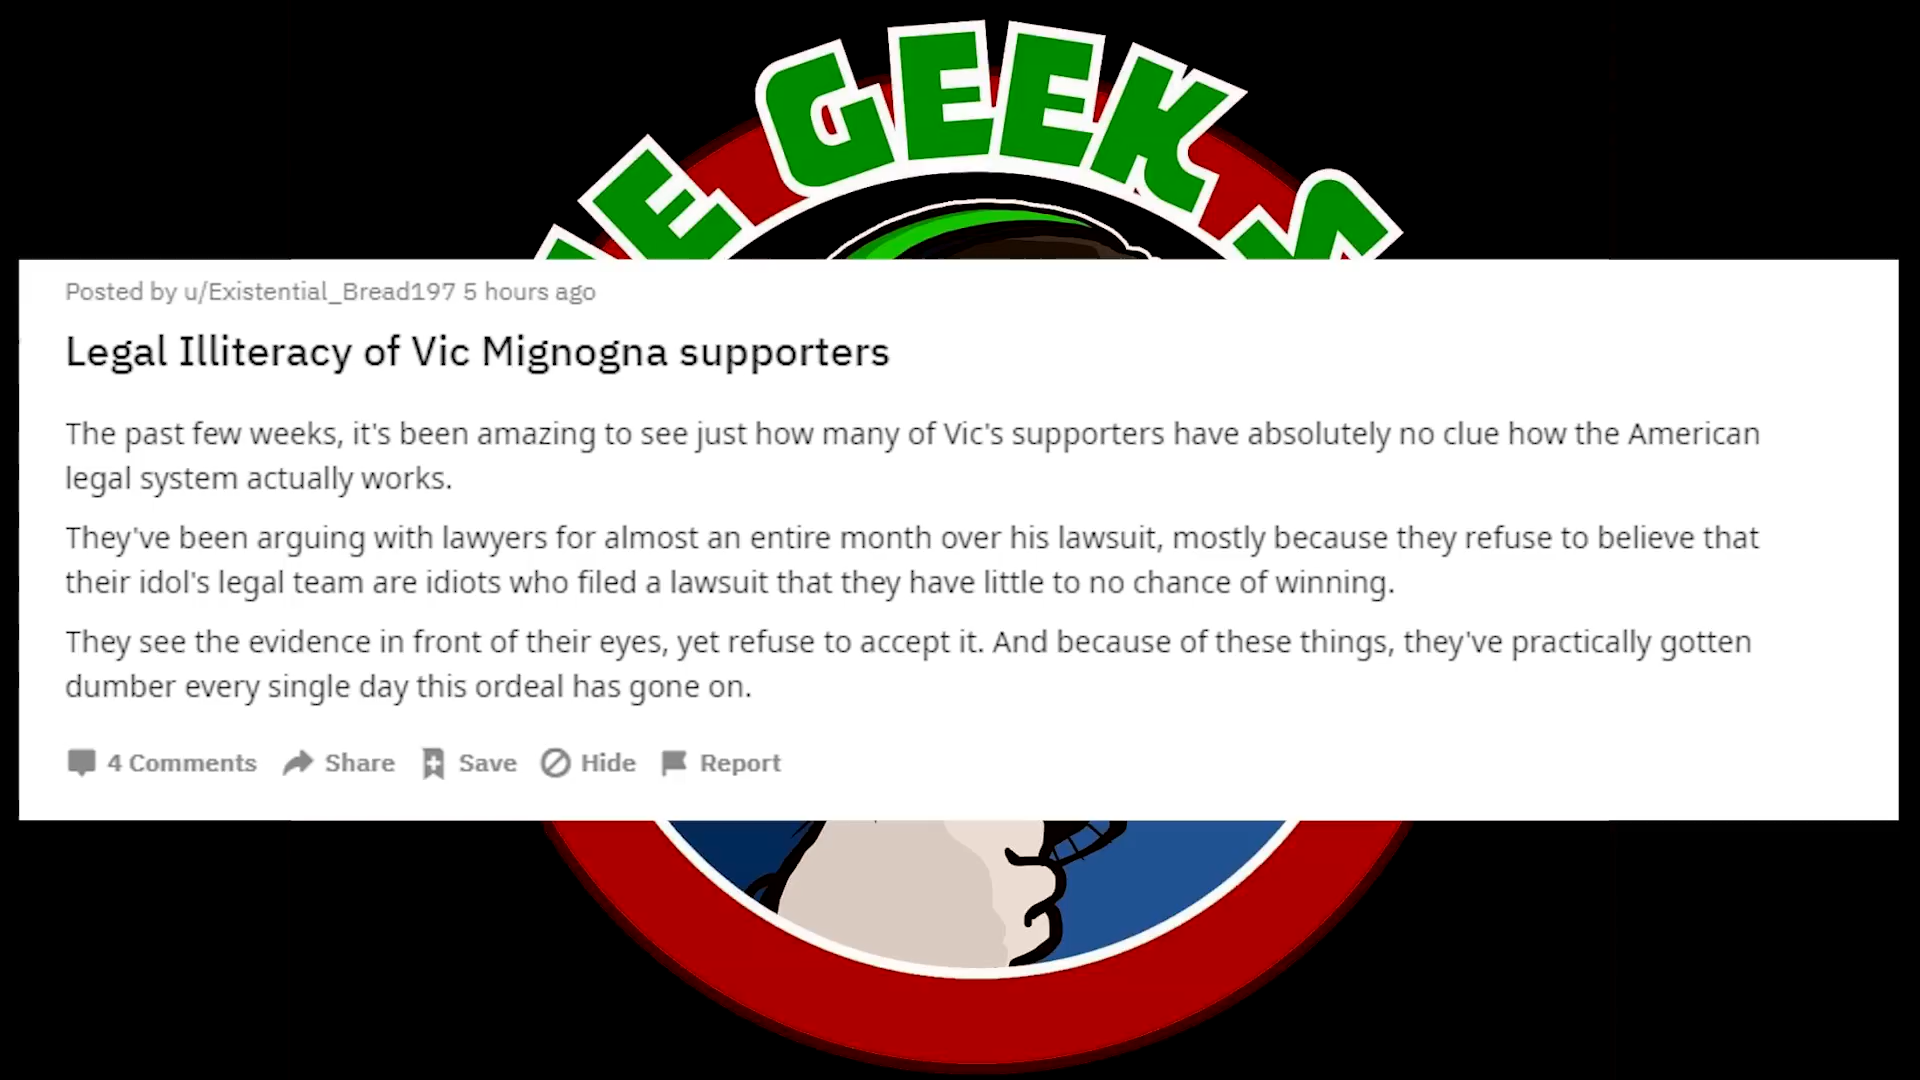 GEEKS
Posted by u/Existential_Bread197 5 hours ago
Legal Illiteracy of Vic Mignogna supporters
The past few weeks, it's been amazing to see just how many of Vic's supporters have absolutely no clue how the American
legal system actually works.
They've been arguing with lawyers for almost an entire month over his lawsuit, mostly because they refuse to believe that
their idol's legal team are idiots who filed a lawsuit that they have little to no chance of winning.
They see the evidence in front of their eyes, yet refuse to accept it. And because of these things, they've practically gotten
dumber every single day this ordeal has gone on.
4 Comments Share Save Hide Report